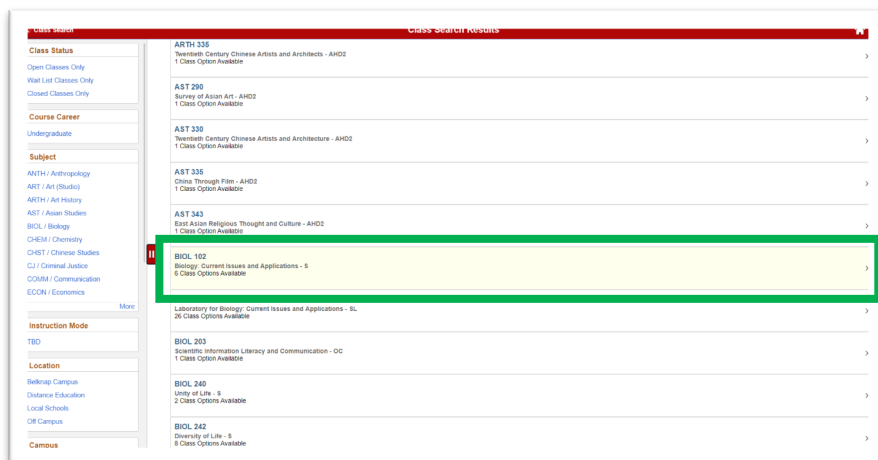 Class Search
Class Search Results
Class Status
Open Classes Only
Wait List Classes Only
Closed Classes Only
Course Career
Undergraduate
Subject
ANTH / Anthropology
ART / Art (Studio)
ARTH / Art History
AST / Asian Studies
BIOL / Biology
CHEM / Chemistry
CHST / Chinese Studies
CJ / Criminal Justice
COMM / Communication
ECON / Economics
More
Instruction Mode
TBD
Location
Belknap Campus
Distance Education
Local Schools
Off Campus
Campus
ARTH 335
Twentieth Century Chinese Artists and Architects - AHD2
1 Class Option Available
AST 290
Survey of Asian Art - AHD2
1 Class Option Available
AST 330
Twentieth Century Chinese Artists and Architecture - AHD2
1 Class Option Available
AST 335
China Through Film - AHD2
1 Class Option Available
AST 343
East Asian Religious Thought and Culture - AHD2
1 Class Option Available
BIOL 102
Biology: Current Issues and Applications - S
6 Class Options Available
Laboratory for Biology: Current Issues and Applications - SL
26 Class Options Available
BIOL 203
Scientific Information Literacy and Communication - OC
1 Class Option Available
BIOL 240
Unity of Life - S
2 Class Options Available
BIOL 242
Diversity of Life - S
8 Class Options Available